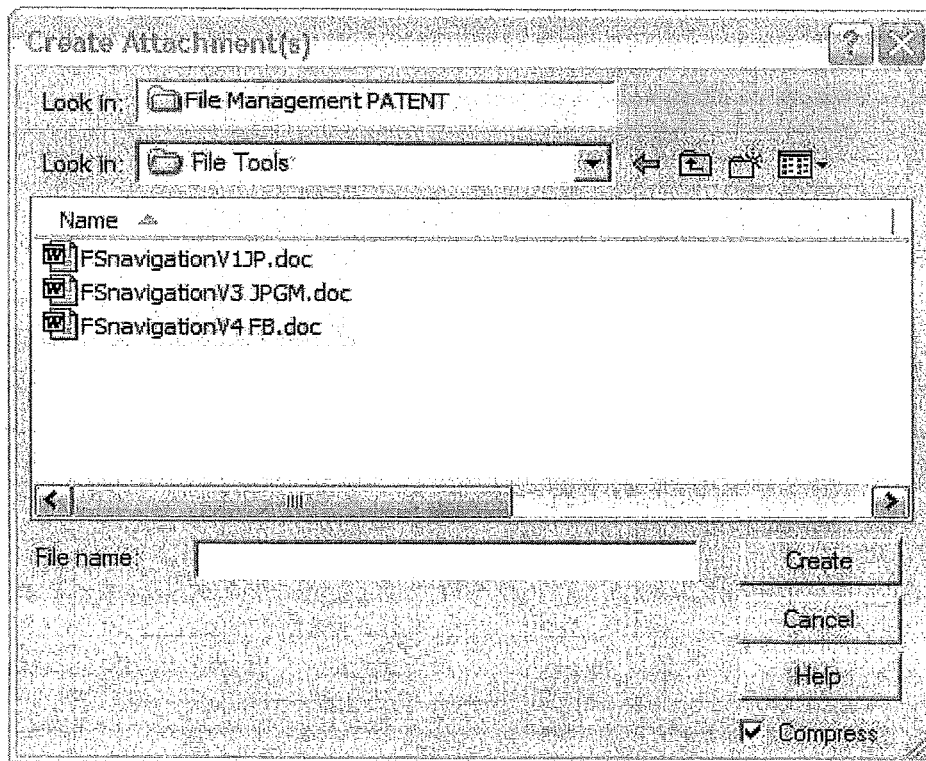 Create Attachment(s)
Look in: File Management PATENT
Look in: File Tools
Name
FSnavigationV1JP.doc
FSnavigationV3 JPGM.doc
FSnavigationV4 FB.doc
File name:
Create
Cancel
Help
Compress